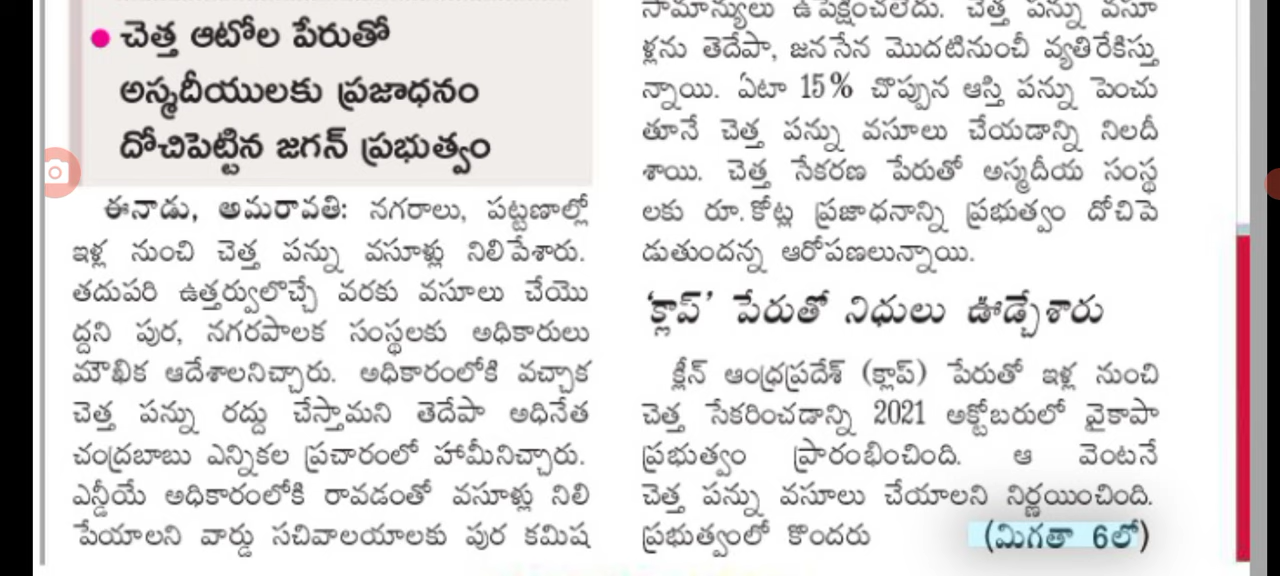 చెత్త ఆటోల పేరుతో
అస్మదీయులకు ప్రజాధనం
దోచిపెట్టిన జగన్ ప్రభుత్వం
ఈనాడు, అమరావతి: నగరాలు, పట్టణాల్లో
ఇళ్ల నుంచి చెత్త పన్ను వసూళ్లు నిలిపేశారు.
తదుపరి ఉత్తర్వులొచ్చే వరకు వసూలు చేయొ
ద్దని పుర, నగరపాలక సంస్థలకు అధికారులు
మౌఖిక ఆదేశాలనిచ్చారు. అధికారంలోకి వచ్చాక
చెత్త పన్ను రద్దు చేస్తామని తెదేపా అధినేత
చంద్రబాబు ఎన్నికల ప్రచారంలో హామీనిచ్చారు.
ఎన్డీయే అధికారంలోకి రావడంతో వసూళ్లు నిలి
పేయాలని వార్డు సచివాలయాలకు పుర కమిష
సామాన్యులు ఉపేక్షించలేదు. చెత్త పన్ను వసూ
ళ్లను తెదేపా, జనసేన మొదటినుంచీ వ్యతిరేకిస్తు
న్నాయి. ఏటా 15% చొప్పున ఆస్తి పన్ను పెంచు
తూనే చెత్త పన్ను వసూలు చేయడాన్ని నిలదీ
శాయి. చెత్త సేకరణ పేరుతో అస్మదీయ సంస్థ
లకు రూ.కోట్ల ప్రజాధనాన్ని ప్రభుత్వం దోచిపె
డుతుందన్న ఆరోపణలున్నాయి.
'క్లాప్' పేరుతో నిధులు ఊడ్చేశారు
క్లీన్ ఆంధ్రప్రదేశ్ (క్లాప్) పేరుతో ఇళ్ల నుంచి
చెత్త సేకరించడాన్ని 2021 అక్టోబరులో వైకాపా
ప్రభుత్వం ప్రారంభించింది. ఆ వెంటనే
చెత్త పన్ను వసూలు చేయాలని నిర్ణయించింది.
ప్రభుత్వంలో కొందరు (మిగతా 6లో)